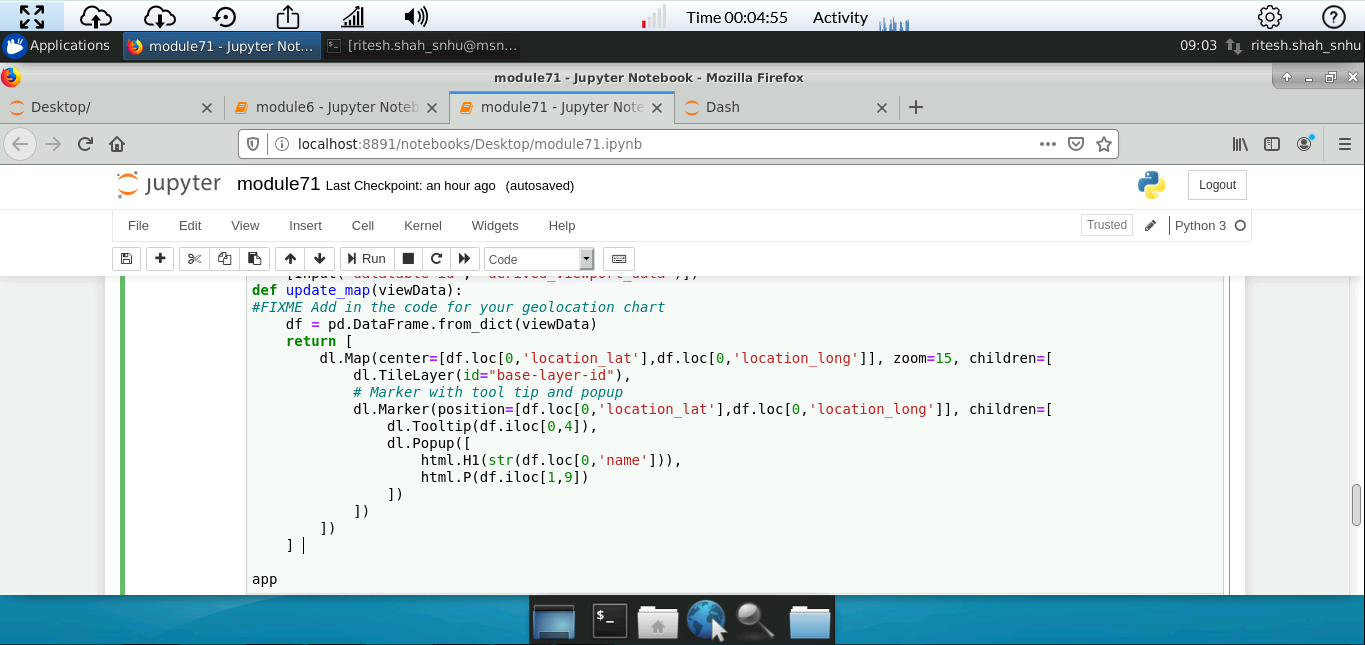 Time 00:04:55 Activity
Applications module71 - Jupyter Not... [ritesh.shah_snhu@msn... 09:03 ritesh.shah_snhu
module71 - Jupyter Notebook - Mozilla Firefox
Desktop/ module6 - Jupyter Noteb module71 - Jupyter Note Dash
localhost:8891/notebooks/Desktop/module71.ipynb
jupyter module71 Last Checkpoint: an hour ago (autosaved) Logout
File Edit View Insert Cell Kernel Widgets Help Trusted Python 3
Run Code
def update_map(viewData):
#FIXME Add in the code for your geolocation chart
df = pd.DataFrame.from_dict(viewData)
return [
dl.Map(center=[df.loc[0,'location_lat'],df.loc[0,'location_long']], zoom=15, children=[
dl.TileLayer(id="base-layer-id"),
# Marker with tool tip and popup
dl.Marker(position=[df.loc[0,'location_lat'],df.loc[0,'location_long']], children=[
dl.Tooltip(df.iloc[0,4]),
dl.Popup([
html.H1(str(df.loc[0,'name'])),
html.P(df.iloc[1,9])
])
])
])
]
app
$_